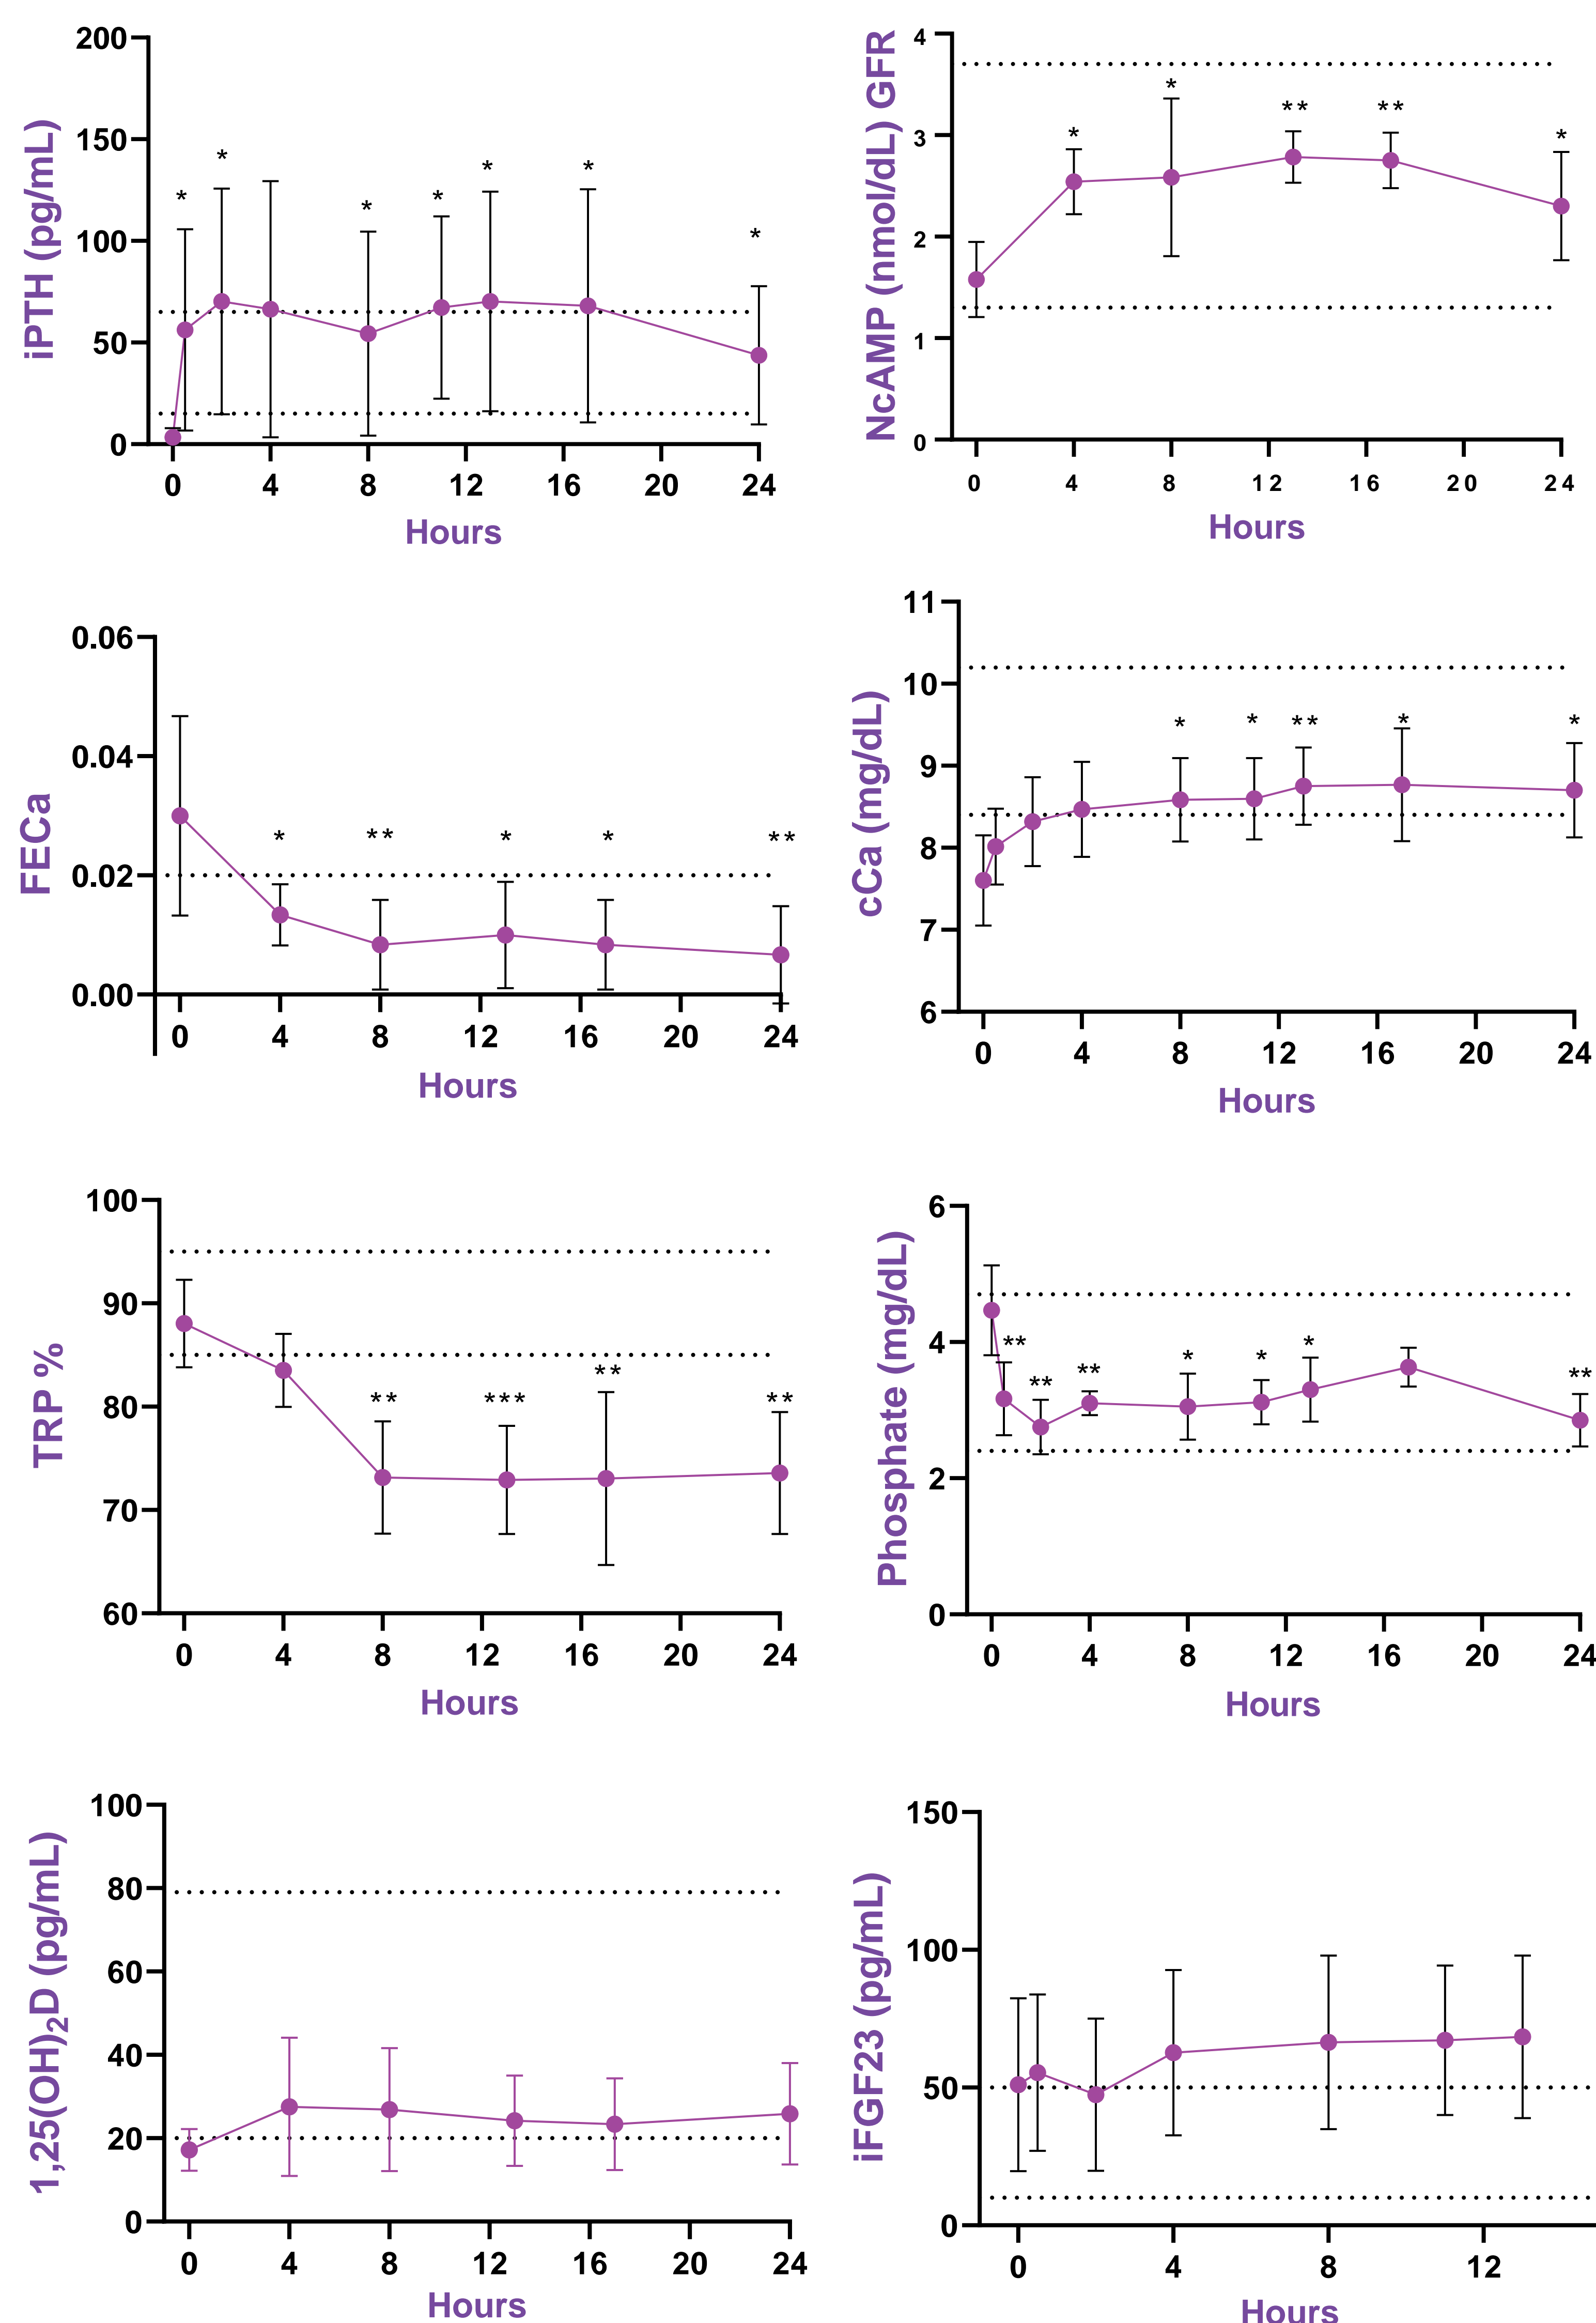 iPTH (pg/mL)
200
150
100
50
0
* * * * * * *
0 4 8 12 16 20 24
Hours
NcAMP (nmol/dL) GFR
4
3
2
1
0
* * ** ** *
0 4 8 12 16 20 24
Hours
FECa
0.06
0.04
0.02
0.00
* ** * * **
0 4 8 12 16 20 24
Hours
cCa (mg/dL)
11
10
9
8
7
6
* * ** * *
0 4 8 12 16 20 24
Hours
TRP %
100
90
80
70
60
** *** ** **
0 4 8 12 16 20 24
Hours
Phosphate (mg/dL)
6
4
2
0
** ** ** * * * **
0 4 8 12 16 20 24
Hours
1,25(OH)₂D (pg/mL)
100
80
60
40
20
0
0 4 8 12 16 20 24
Hours
iFGF23 (pg/mL)
150
100
50
0
0 4 8 12
Hours